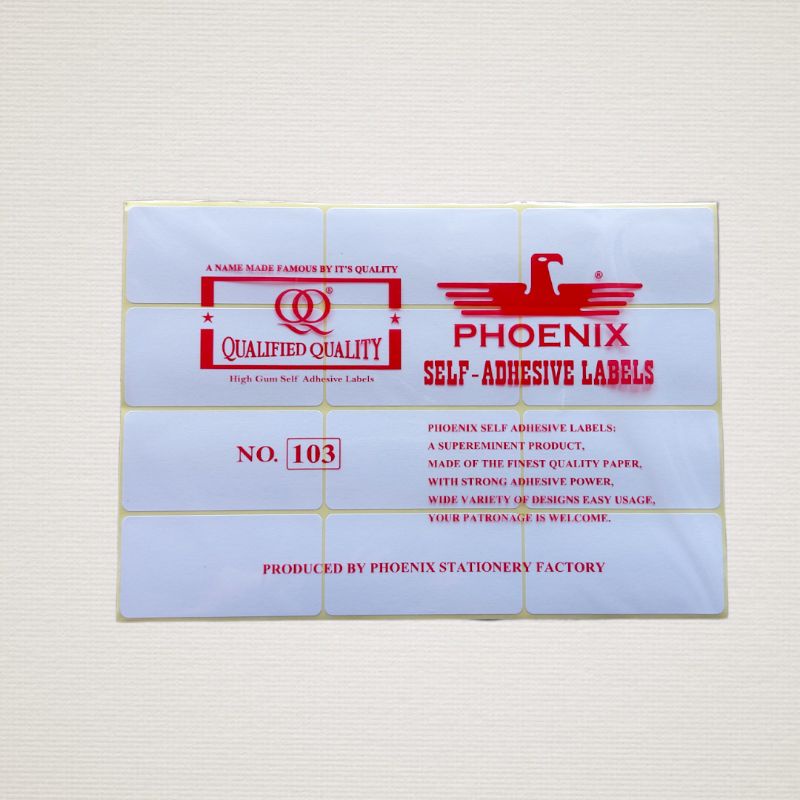 A NAME MADE FAMOUS BY IT'S QUALITY
QQ®
QUALIFIED QUALITY
High Gum Self Adhesive Labels
®
PHOENIX
SELF-ADHESIVE LABELS
NO. 103
PHOENIX SELF ADHESIVE LABELS:
A SUPEREMINENT PRODUCT,
MADE OF THE FINEST QUALITY PAPER,
WITH STRONG ADHESIVE POWER,
WIDE VARIETY OF DESIGNS EASY USAGE,
YOUR PATRONAGE IS WELCOME.
PRODUCED BY PHOENIX STATIONERY FACTORY